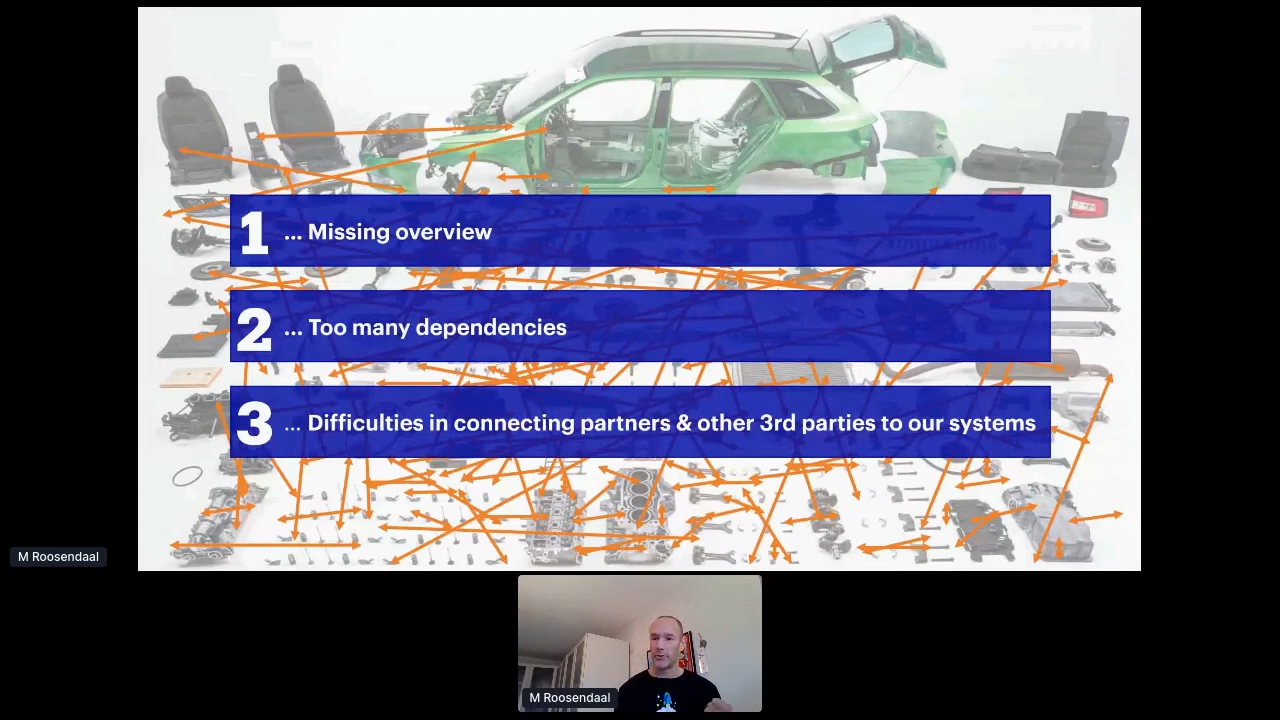 1 ... Missing overview
2 ... Too many dependencies
3 ... Difficulties in connecting partners & other 3rd parties to our systems
M Roosendaal
M Roosendaal